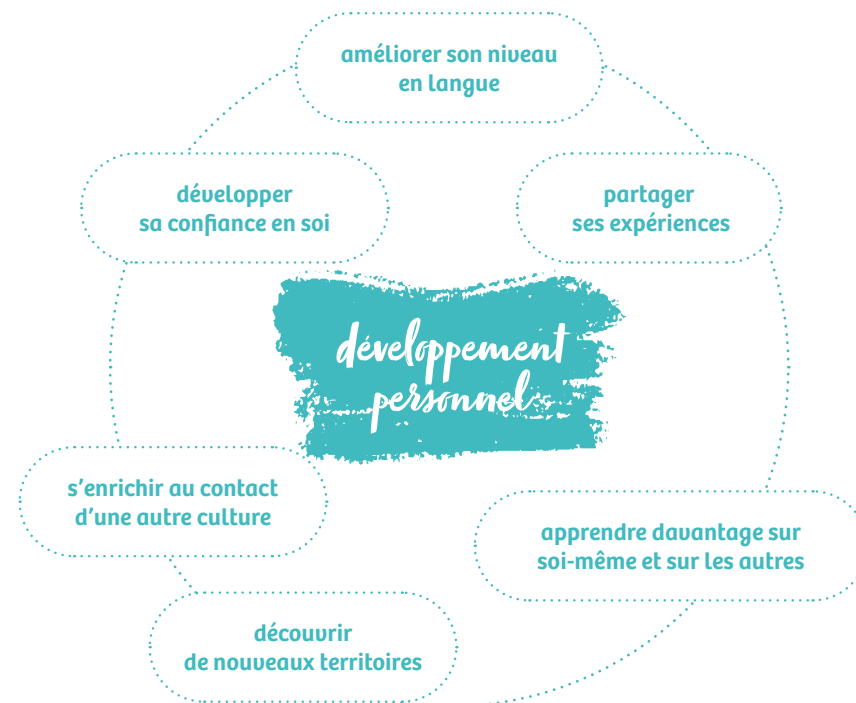 améliorer son niveau
en langue
développer
sa confiance en soi
partager
ses expériences
développement
personnel
s'enrichir au contact
d'une autre culture
apprendre davantage sur
soi-même et sur les autres
découvrir
de nouveaux territoires